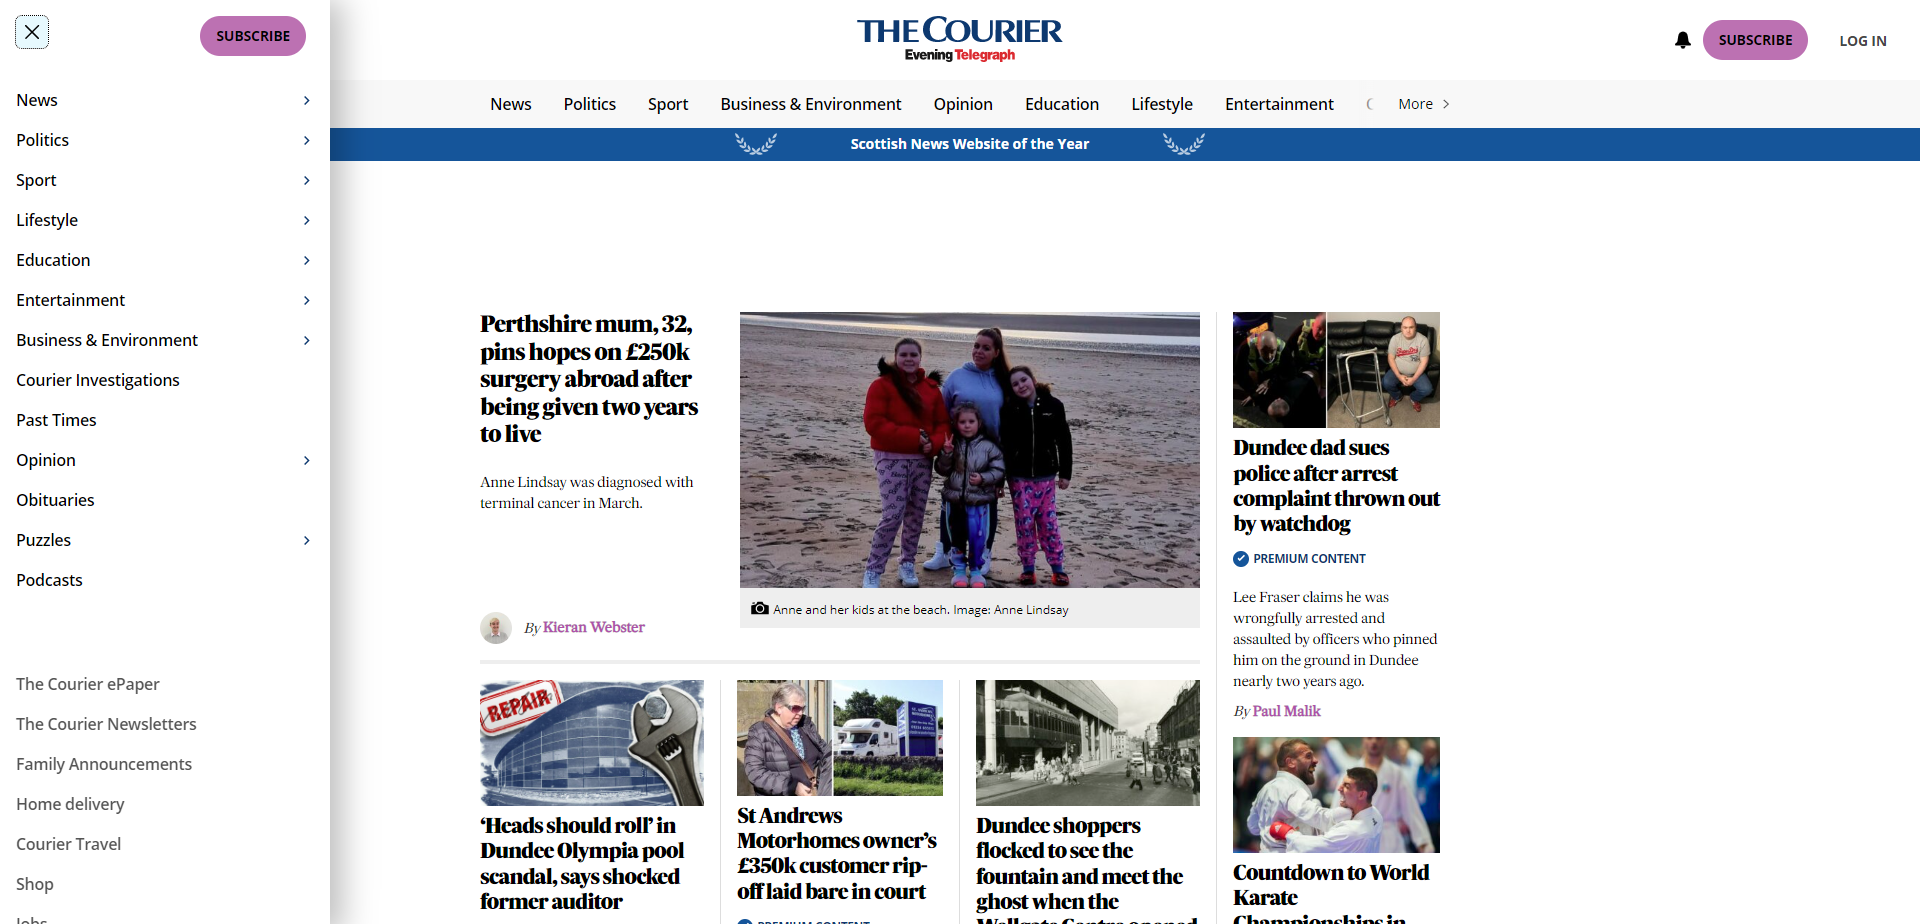 SUBSCRIBE
News
Politics
Sport
Lifestyle
Education
Entertainment
Business & Environment
Courier Investigations
Past Times
Opinion
Obituaries
Puzzles
Podcasts
The Courier ePaper
The Courier Newsletters
Family Announcements
Home delivery
Courier Travel
Shop
Jobs
THE COURIER
Evening Telegraph
SUBSCRIBE
LOG IN
News Politics Sport Business & Environment Opinion Education Lifestyle Entertainment More
Scottish News Website of the Year
Perthshire mum, 32,
pins hopes on £250k
surgery abroad after
being given two years
to live
Anne Lindsay was diagnosed with
terminal cancer in March.
By Kieran Webster
Anne and her kids at the beach. Image: Anne Lindsay
Dundee dad sues
police after arrest
complaint thrown out
by watchdog
PREMIUM CONTENT
Lee Fraser claims he was
wrongfully arrested and
assaulted by officers who pinned
him on the ground in Dundee
nearly two years ago.
By Paul Malik
REPAIR
‘Heads should roll’ in
Dundee Olympia pool
scandal, says shocked
former auditor
St Andrews
Motorhomes owner’s
£350k customer rip-
off laid bare in court
PREMIUM CONTENT
Dundee shoppers
flocked to see the
fountain and meet the
ghost when the
Wellgate Centre opened
Countdown to World
Karate
Championships in